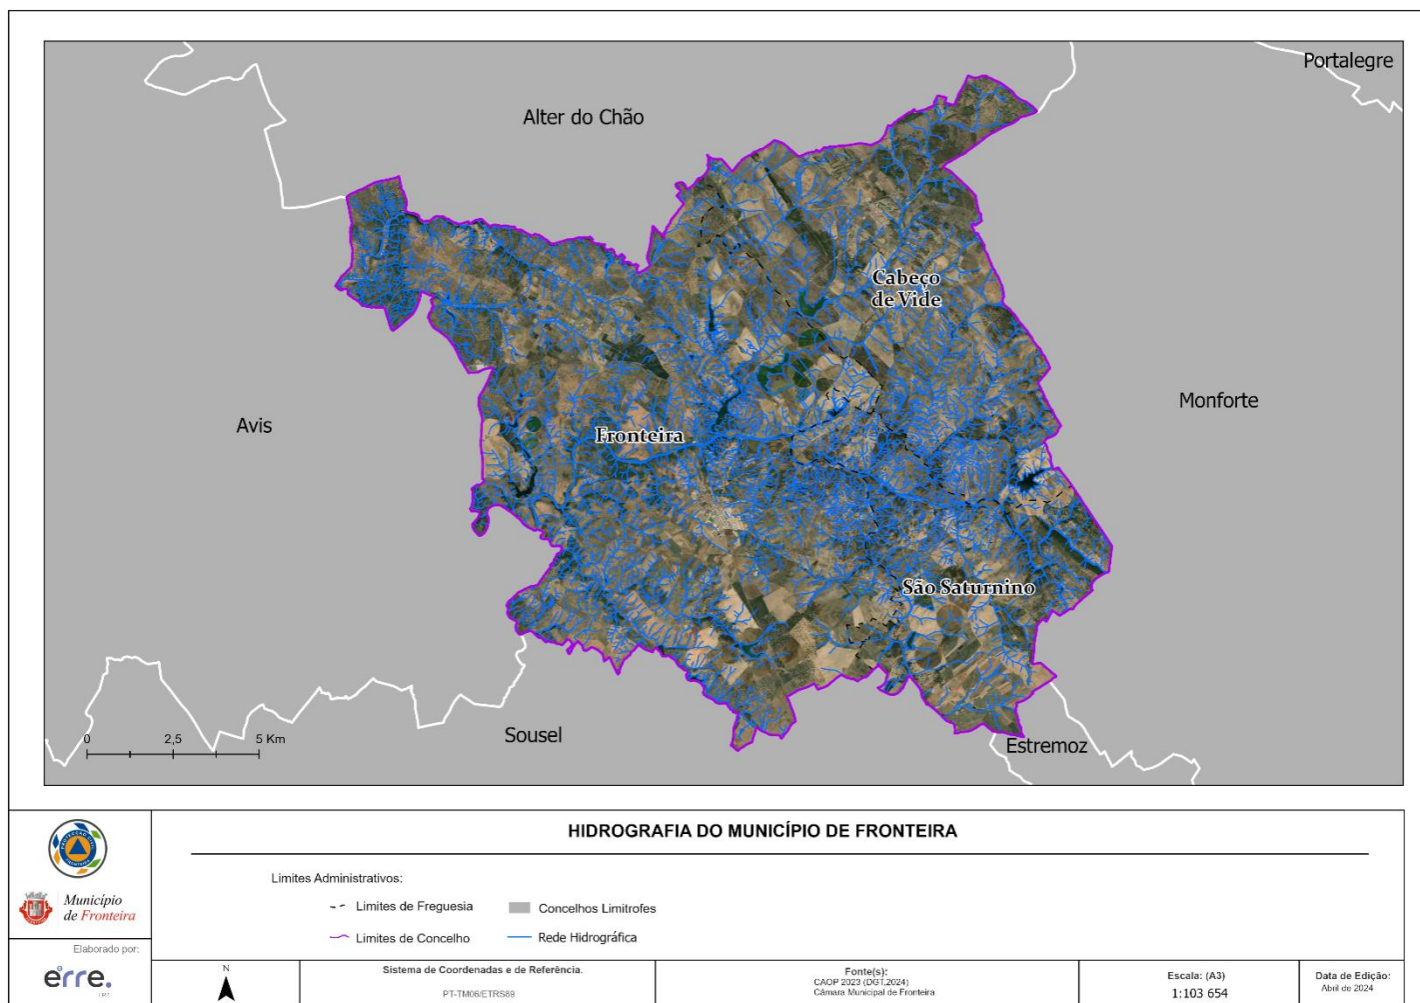 Portalegre
Alter do Chão
Cabeço
de Vide
Monforte
Avis
Fronteira
São Saturnino
Sousel
Estremoz
0 2,5 5 Km
HIDROGRAFIA DO MUNICÍPIO DE FRONTEIRA
Limites Administrativos:
Limites de Freguesia
Concelhos Limitrofes
Limites de Concelho
Rede Hidrográfica
Município
de Fronteira
Elaborado por:
erre.
N
Sistema de Coordenadas e de Referência.
PT-TM06/ETRS89
Fonte(s):
CAOP 2023 (DGT,2024)
Câmara Municipal de Fronteira
Escala: (A3)
1:103 654
Data de Edição:
Abril de 2024